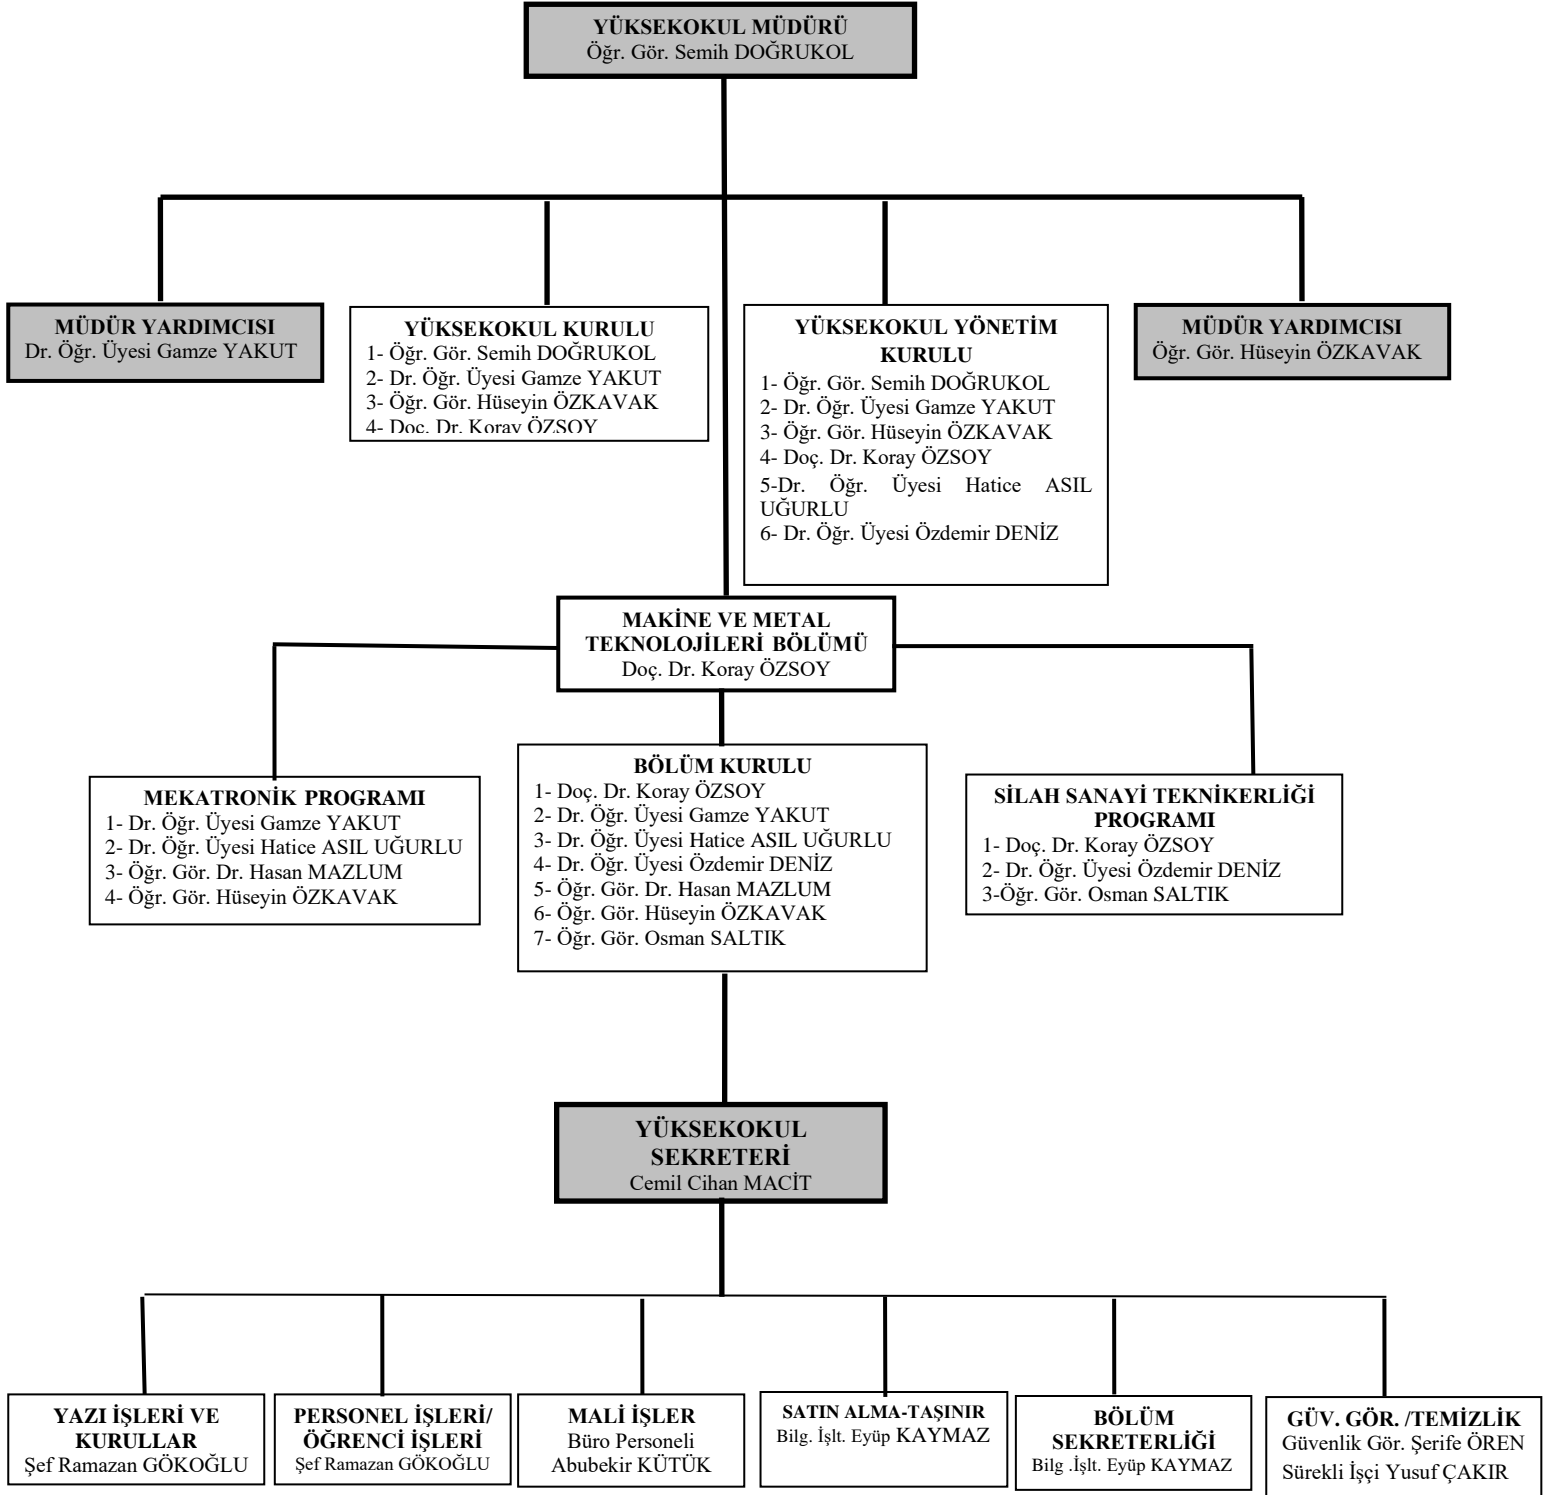 YÜKSEKOKUL MÜDÜRÜ
Öğr. Gör. Semih DOĞRUKOL
MÜDÜR YARDIMCISI
Dr. Öğr. Üyesi Gamze YAKUT
YÜKSEKOKUL KURULU
1- Öğr. Gör. Semih DOĞRUKOL
2- Dr. Öğr. Üyesi Gamze YAKUT
3- Öğr. Gör. Hüseyin ÖZKAVAK
4- Doç. Dr. Koray ÖZSOY
YÜKSEKOKUL YÖNETİM
KURULU
1- Öğr. Gör. Semih DOĞRUKOL
2- Dr. Öğr. Üyesi Gamze YAKUT
3- Öğr. Gör. Hüseyin ÖZKAVAK
4- Doç. Dr. Koray ÖZSOY
5-Dr. Öğr. Üyesi Hatice ASIL
UĞURLU
6- Dr. Öğr. Üyesi Özdemir DENİZ
MÜDÜR YARDIMCISI
Öğr. Gör. Hüseyin ÖZKAVAK
MAKİNE VE METAL
TEKNOLOJİLERİ BÖLÜMÜ
Doç. Dr. Koray ÖZSOY
MEKATRONİK PROGRAMI
1- Dr. Öğr. Üyesi Gamze YAKUT
2- Dr. Öğr. Üyesi Hatice ASIL UĞURLU
3- Öğr. Gör. Dr. Hasan MAZLUM
4- Öğr. Gör. Hüseyin ÖZKAVAK
BÖLÜM KURULU
1- Doç. Dr. Koray ÖZSOY
2- Dr. Öğr. Üyesi Gamze YAKUT
3- Dr. Öğr. Üyesi Hatice ASIL UĞURLU
4- Dr. Öğr. Üyesi Özdemir DENİZ
5- Öğr. Gör. Dr. Hasan MAZLUM
6- Öğr. Gör. Hüseyin ÖZKAVAK
7- Öğr. Gör. Osman SALTIK
SİLAH SANAYİ TEKNİKERLİĞİ
PROGRAMI
1- Doç. Dr. Koray ÖZSOY
2- Dr. Öğr. Üyesi Özdemir DENİZ
3-Öğr. Gör. Osman SALTIK
YÜKSEKOKUL
SEKRETERİ
Cemil Cihan MACİT
YAZI İŞLERİ VE
KURULLAR
Şef Ramazan GÖKOĞLU
PERSONEL İŞLERİ/
ÖĞRENCİ İŞLERİ
Şef Ramazan GÖKOĞLU
MALİ İŞLER
Büro Personeli
Abubekir KÜTÜK
SATIN ALMA-TAŞINIR
Bilg. İşlt. Eyüp KAYMAZ
BÖLÜM
SEKRETERLİĞİ
Bilg .İşlt. Eyüp KAYMAZ
GÜV. GÖR. /TEMİZLİK
Güvenlik Gör. Şerife ÖREN
Sürekli İşçi Yusuf ÇAKIR